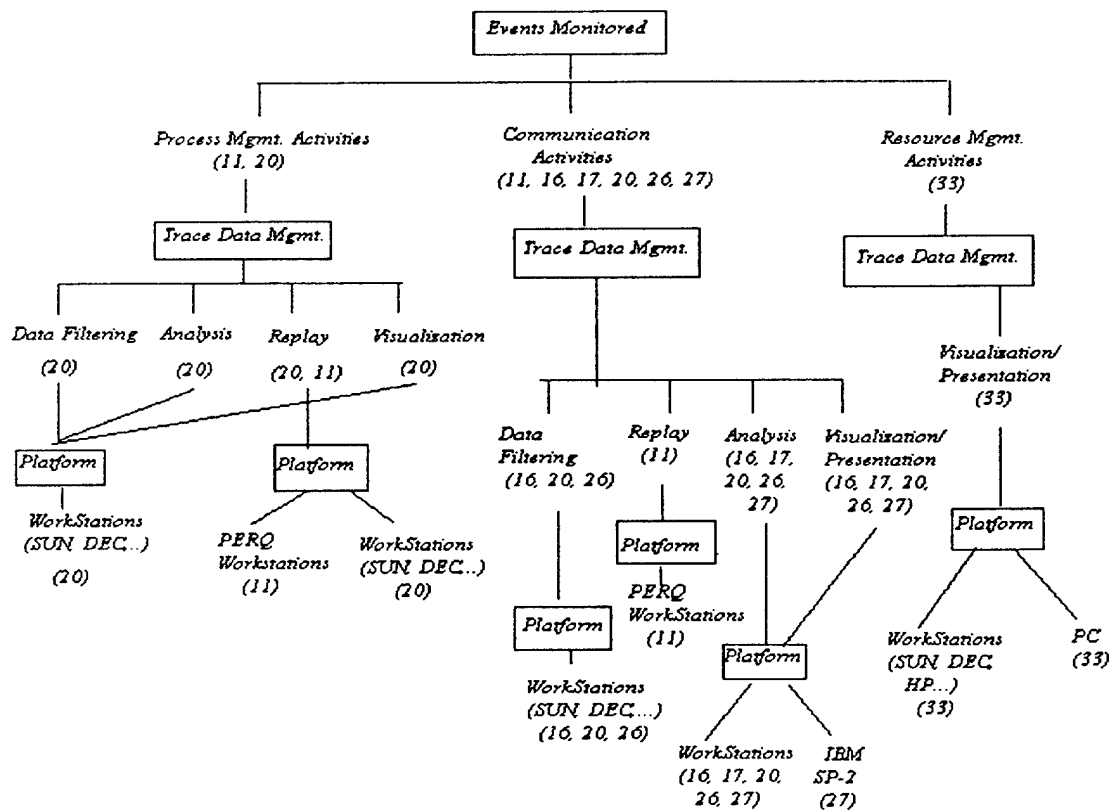 Events Monitored
Process Mgmt. Activities
(11, 20)
Communication
Activities
(11, 16, 17, 20, 26, 27)
Resource Mgmt.
Activities
(33)
Trace Data Mgmt.
Trace Data Mgmt.
Trace Data Mgmt.
Data Filtering
(20)
Analysis
(20)
Replay
(20, 11)
Visualization
(20)
Platform
WorkStations
(SUN, DEC,...)
(20)
Platform
PERQ
Workstations
(11)
WorkStations
(SUN, DEC,...)
(20)
Data
Filtering
(16, 20, 26)
Replay
(11)
Analysis
(16, 17,
20, 26,
27)
Visualization/
Presentation
(16, 17, 20,
26, 27)
Platform
WorkStations
(SUN, DEC,...)
(16, 20, 26)
Platform
PERQ
WorkStations
(11)
Platform
WorkStations
(16, 17, 20,
26, 27)
IBM
SP-2
(27)
Visualization/
Presentation
(33)
Platform
WorkStations
(SUN, DEC,
HP...)
(33)
PC
(33)